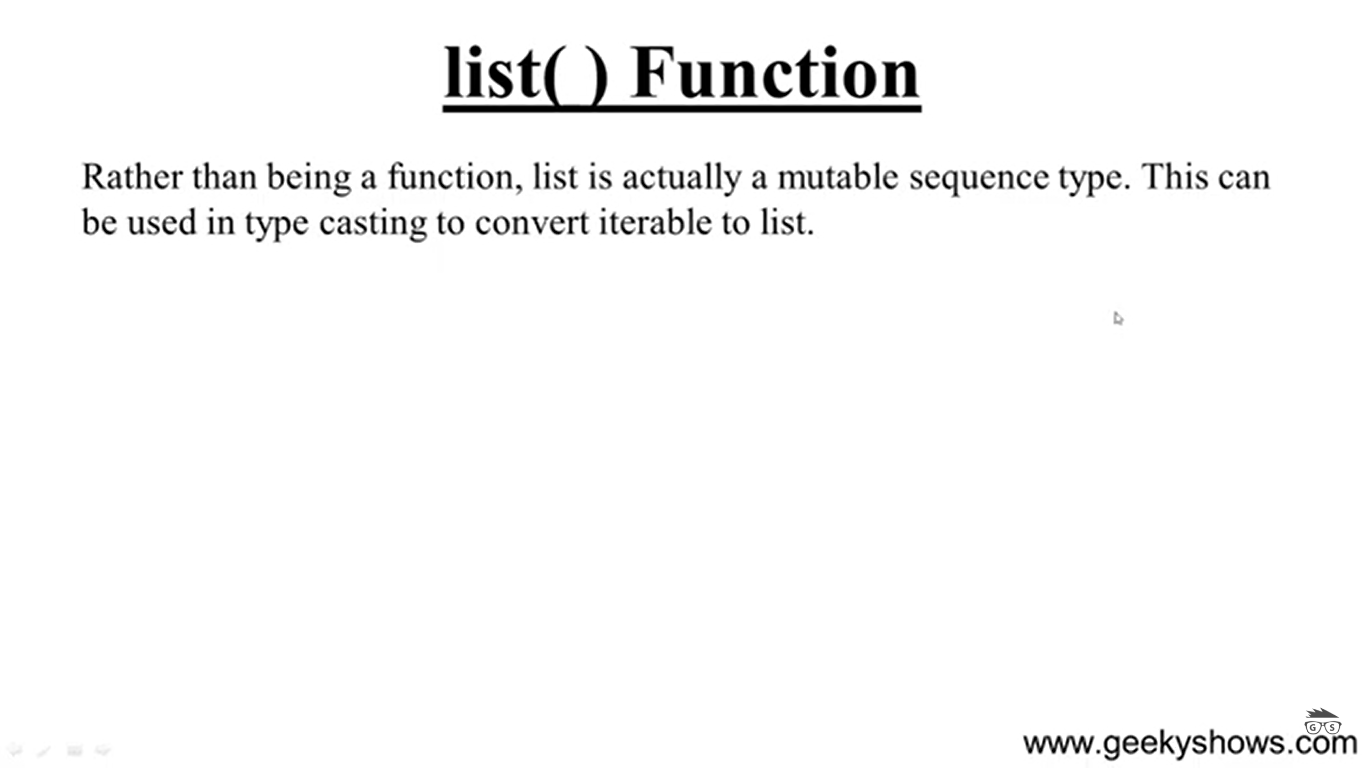 list( ) Function
Rather than being a function, list is actually a mutable sequence type. This can
be used in type casting to convert iterable to list.
G S
www.geekyshows.com